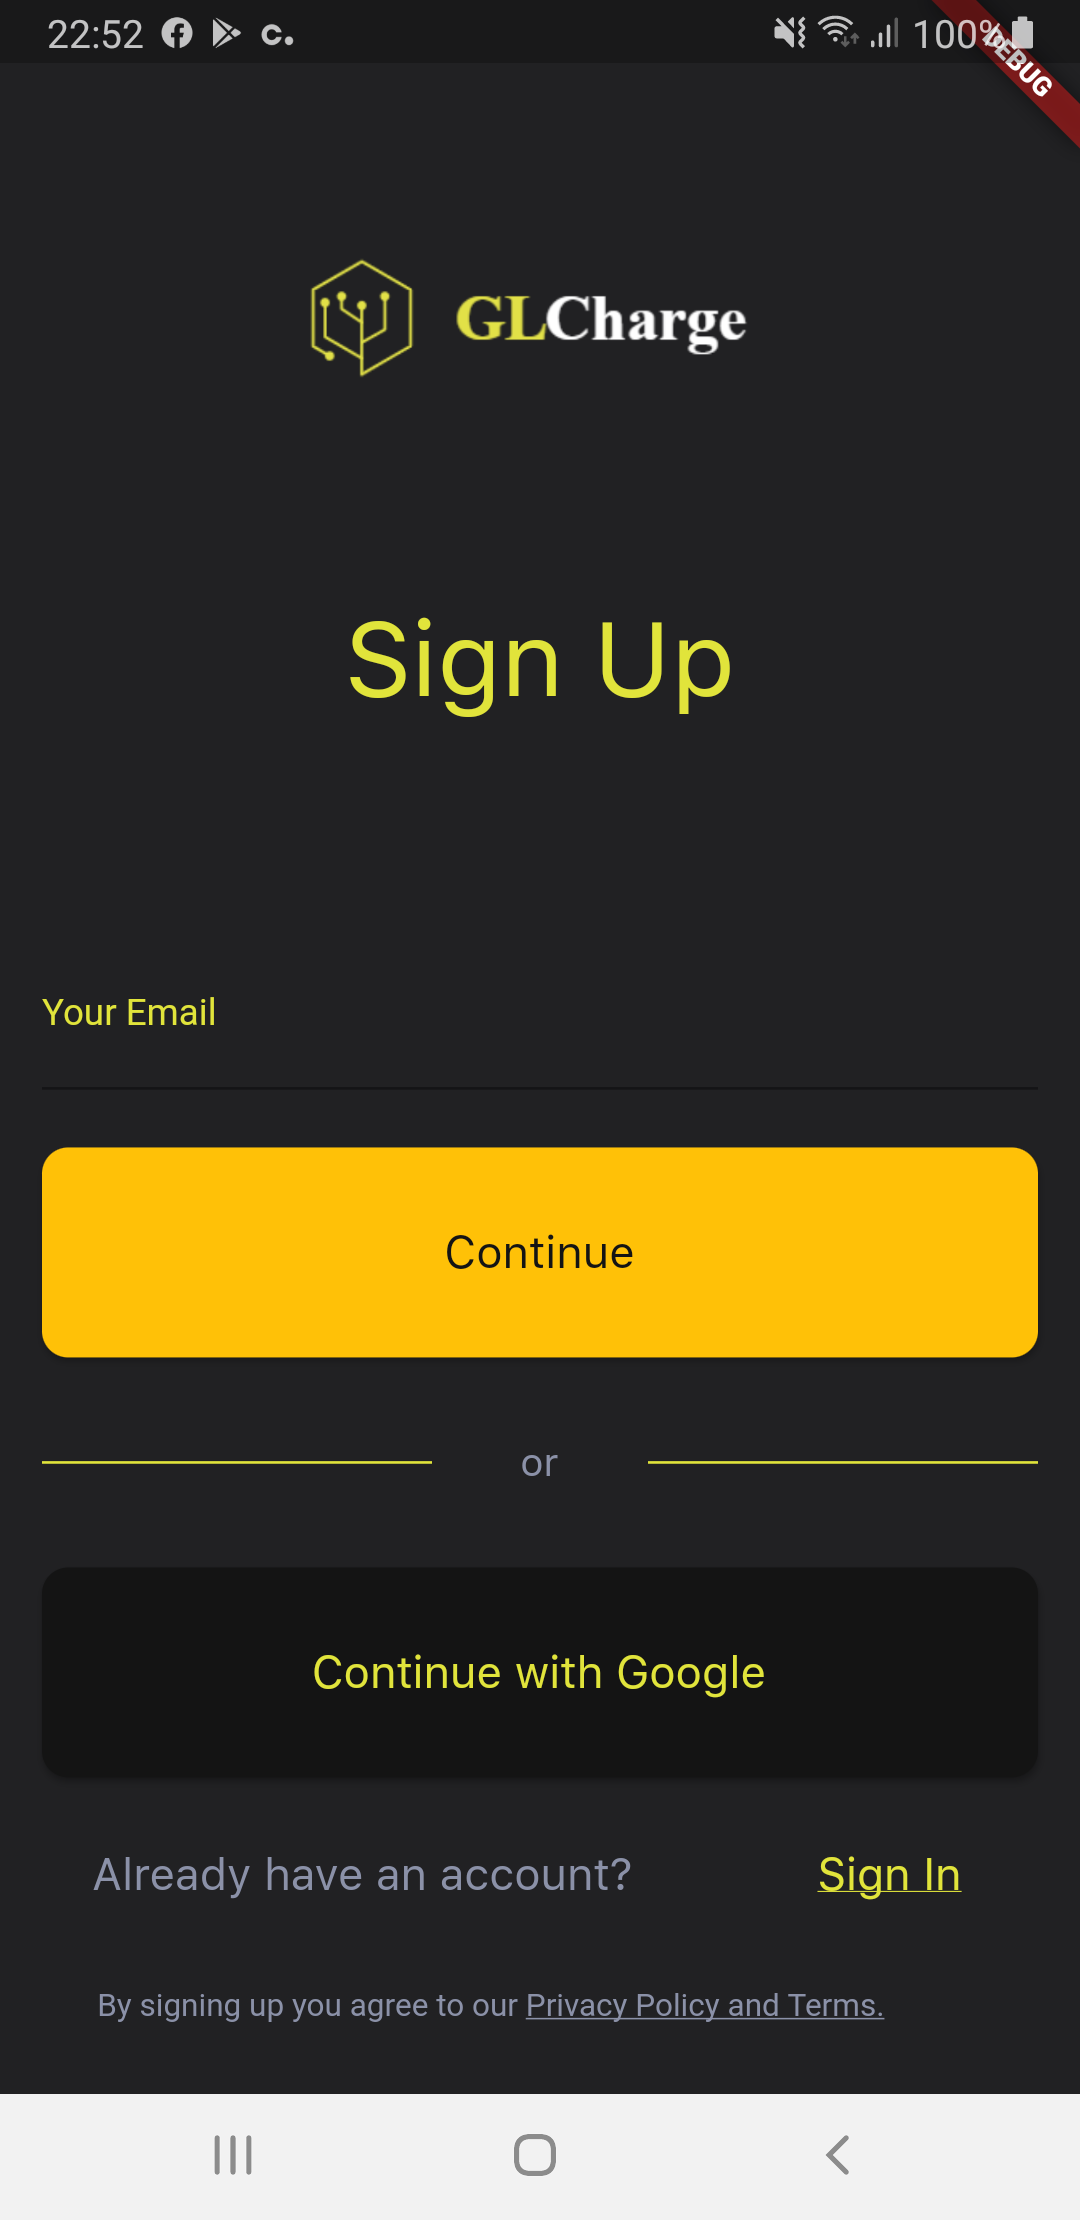 22:52 c. 100%
DEBUG
GLCharge
Sign Up
Your Email
Continue
or
Continue with Google
Already have an account? Sign In
By signing up you agree to our Privacy Policy and Terms.